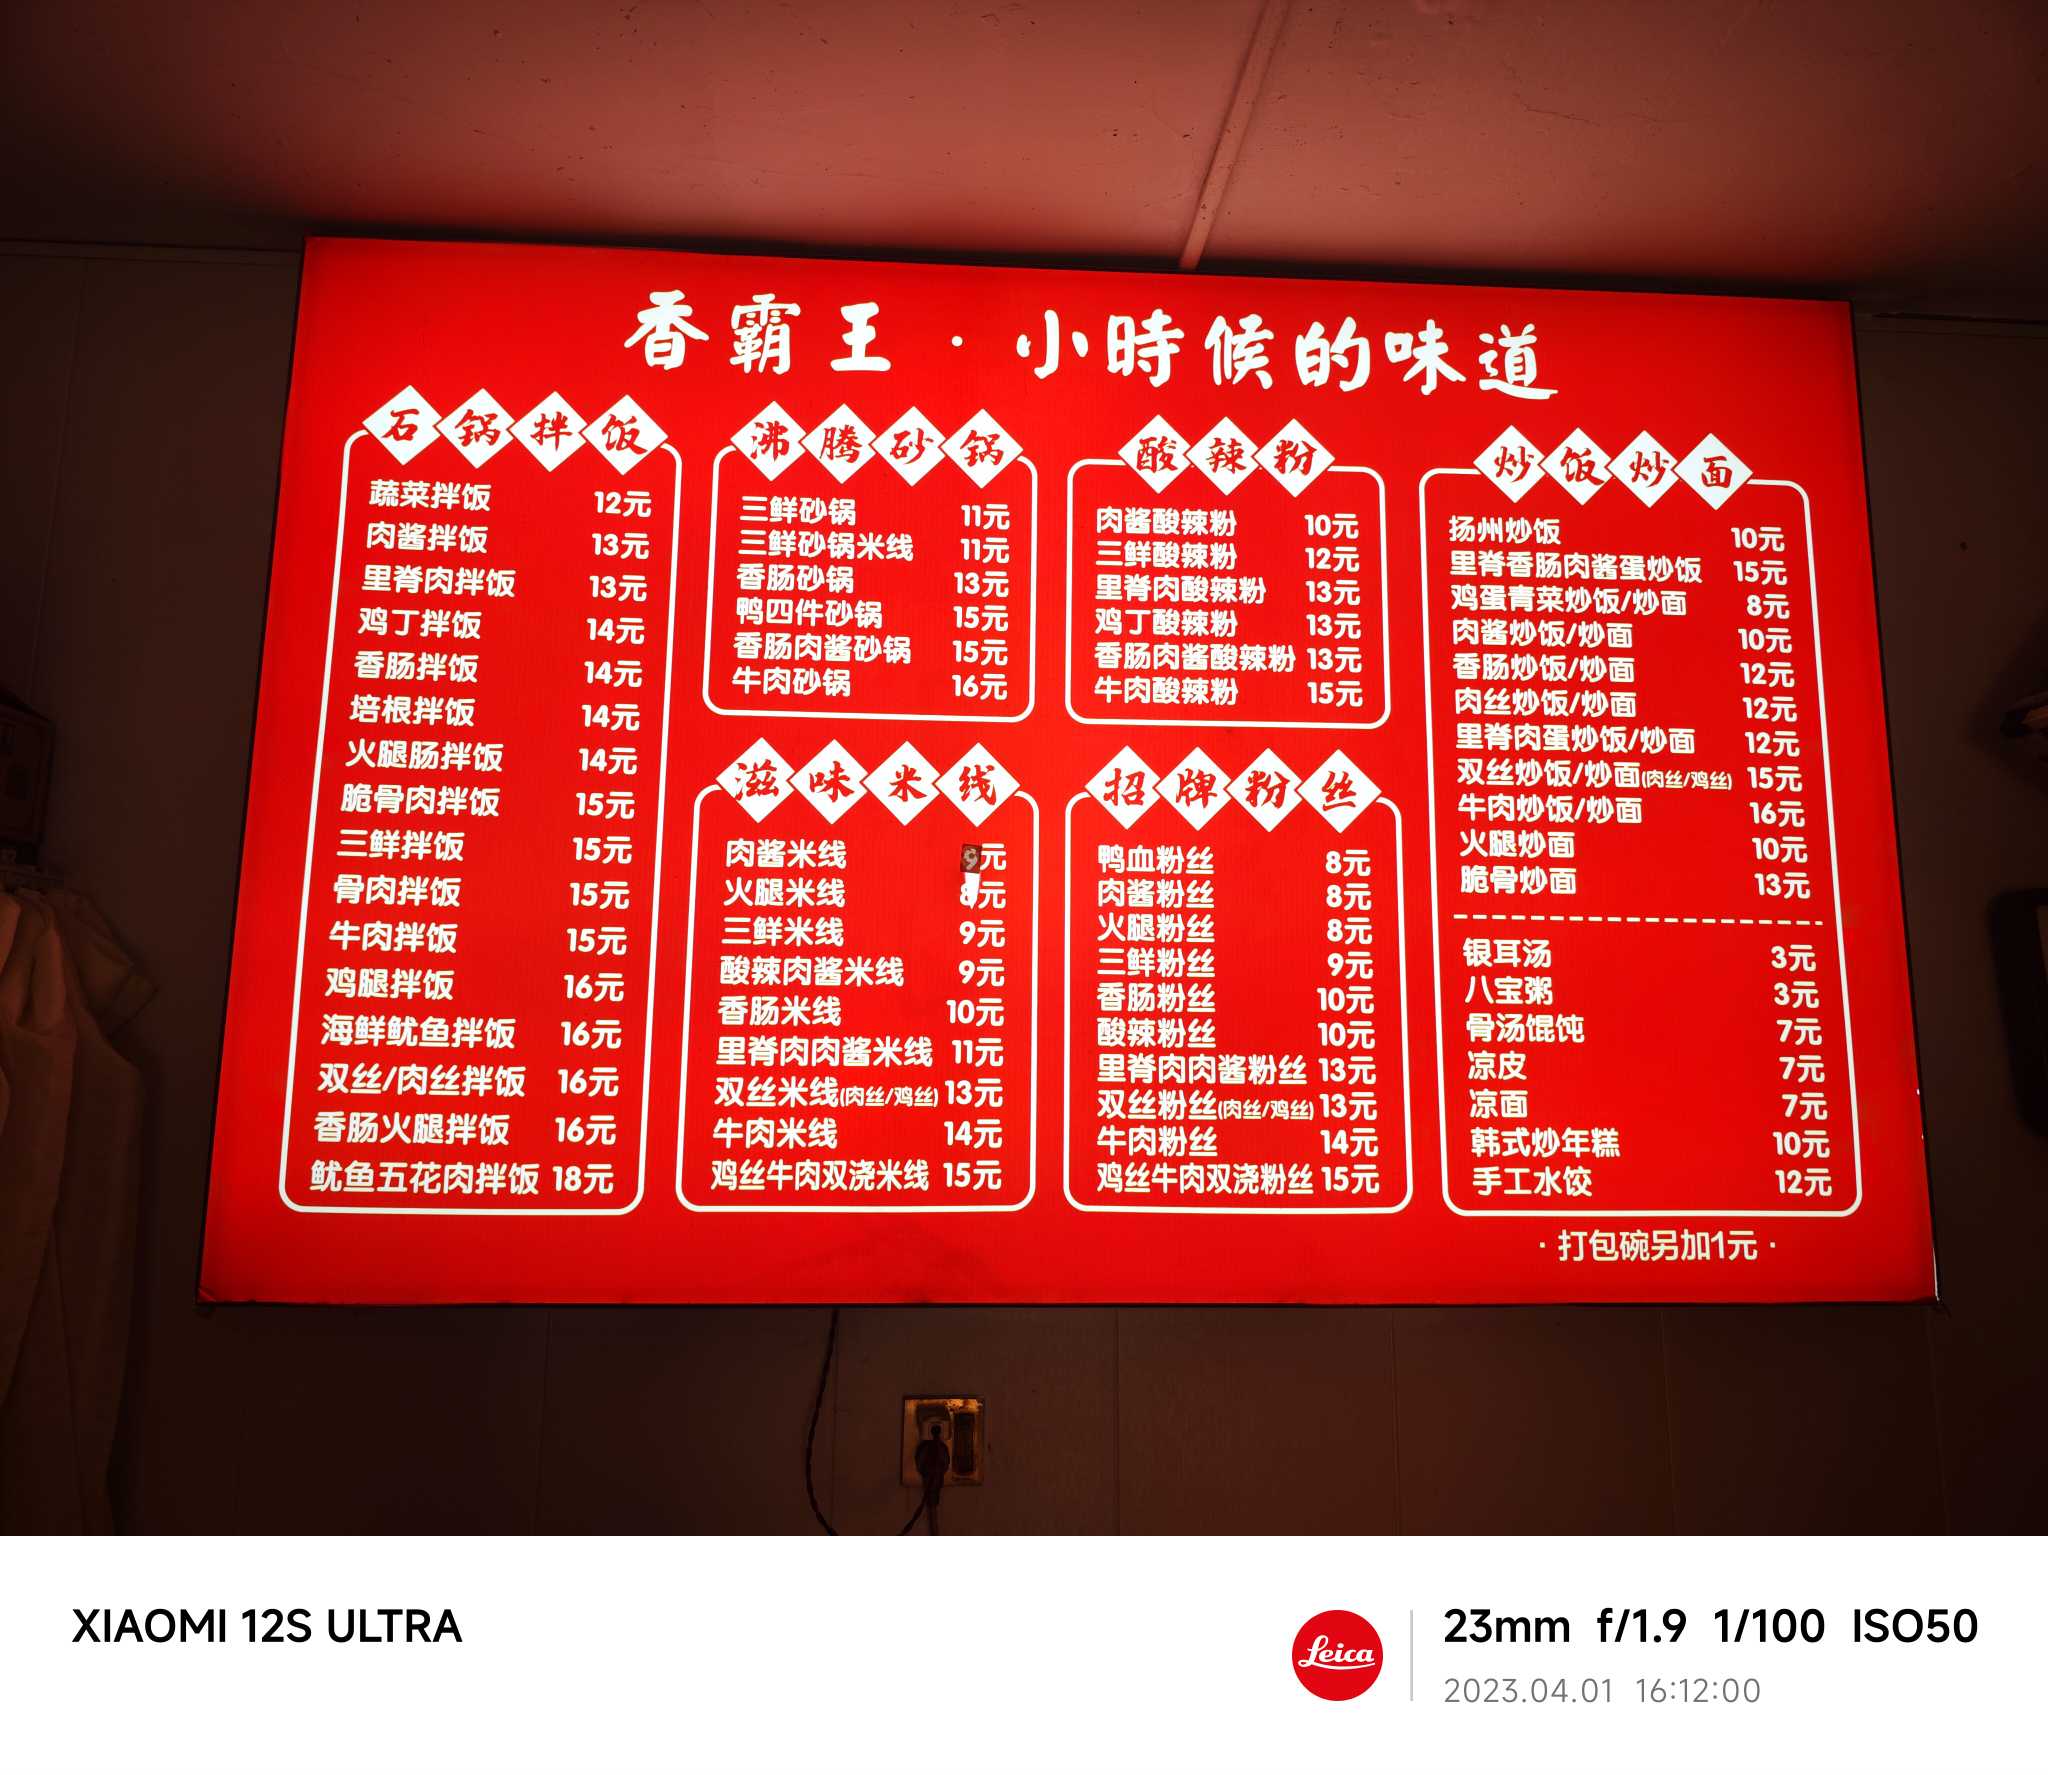 香霸王·小時候的味道
石锅拌饭
蔬菜拌饭 12元
肉酱拌饭 13元
里脊肉拌饭 13元
鸡丁拌饭 14元
香肠拌饭 14元
培根拌饭 14元
火腿肠拌饭 14元
脆骨肉拌饭 15元
三鲜拌饭 15元
骨肉拌饭 15元
牛肉拌饭 15元
鸡腿拌饭 16元
海鲜鱿鱼拌饭 16元
双丝/肉丝拌饭 16元
香肠火腿拌饭 16元
鱿鱼五花肉拌饭 18元
沸腾砂锅
三鲜砂锅 11元
三鲜砂锅米线 11元
香肠砂锅 13元
鸭四件砂锅 15元
香肠肉酱砂锅 15元
牛肉砂锅 16元
滋味米线
肉酱米线 9元
火腿米线 8元
三鲜米线 9元
酸辣肉酱米线 9元
香肠米线 10元
里脊肉肉酱米线 11元
双丝米线(肉丝/鸡丝) 13元
牛肉米线 14元
鸡丝牛肉双浇米线 15元
酸辣粉
肉酱酸辣粉 10元
三鲜酸辣粉 12元
里脊肉酸辣粉 13元
鸡丁酸辣粉 13元
香肠肉酱酸辣粉 13元
牛肉酸辣粉 15元
招牌粉丝
鸭血粉丝 8元
肉酱粉丝 8元
火腿粉丝 8元
三鲜粉丝 9元
香肠粉丝 10元
酸辣粉丝 10元
里脊肉肉酱粉丝 13元
双丝粉丝(肉丝/鸡丝) 13元
牛肉粉丝 14元
鸡丝牛肉双浇粉丝 15元
炒饭炒面
扬州炒饭 10元
里脊香肠肉酱蛋炒饭 15元
鸡蛋青菜炒饭/炒面 8元
肉酱炒饭/炒面 10元
香肠炒饭/炒面 12元
肉丝炒饭/炒面 12元
里脊肉蛋炒饭/炒面 12元
双丝炒饭/炒面(肉丝/鸡丝) 15元
牛肉炒饭/炒面 16元
火腿炒面 10元
脆骨炒面 13元
银耳汤 3元
八宝粥 3元
骨汤馄饨 7元
凉皮 7元
凉面 7元
韩式炒年糕 10元
手工水饺 12元
·打包碗另加1元·
XIAOMI 12S ULTRA
Leica
23mm f/1.9 1/100 ISO50
2023.04.01 16:12:00